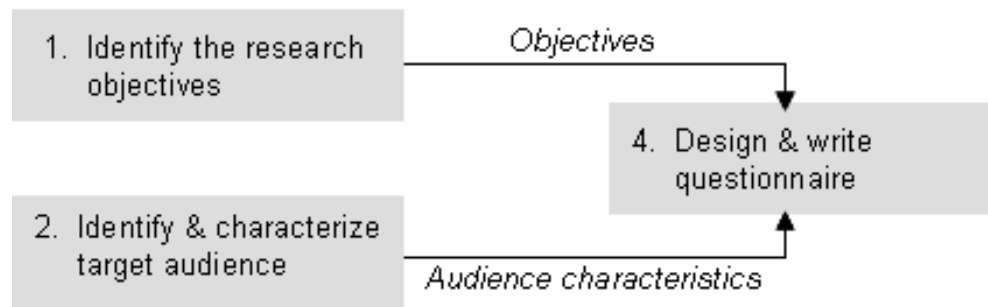 1. Identify the research
objectives
Objectives
4. Design & write
questionnaire
2. Identify & characterize
target audience
Audience characteristics